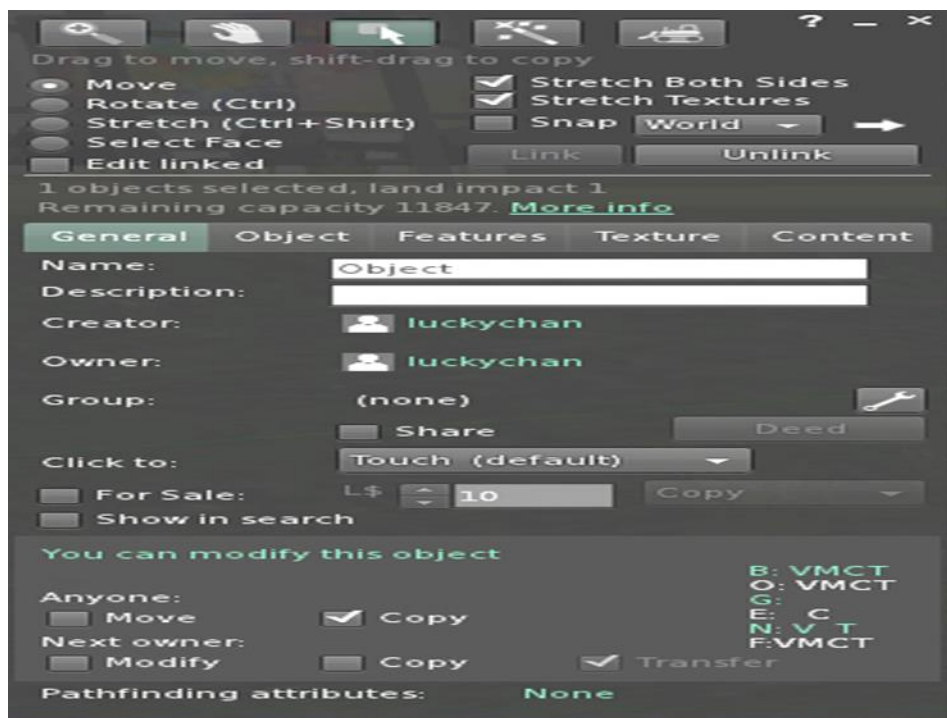 ? — ×
Drag to move, shift-drag to copy
Move
Stretch Both Sides
Rotate (Ctrl)
Stretch Textures
Stretch (Ctrl+Shift)
Snap World
Select Face
Edit linked
Link Unlink
1 objects selected, land impact 1
Remaining capacity 11847. More info
General Object Features Texture Content
Name: Object
Description:
Creator: luckychan
Owner: luckychan
Group: (none)
Share Deed
Click to: Touch (default)
For Sale: L$ 10 Copy
Show in search
You can modify this object
B: VMCT
O: VMCT
Anyone:
G:
Move Copy
E: C
Next owner:
N: V T
F:VMCT
Modify Copy Transfer
Pathfinding attributes: None